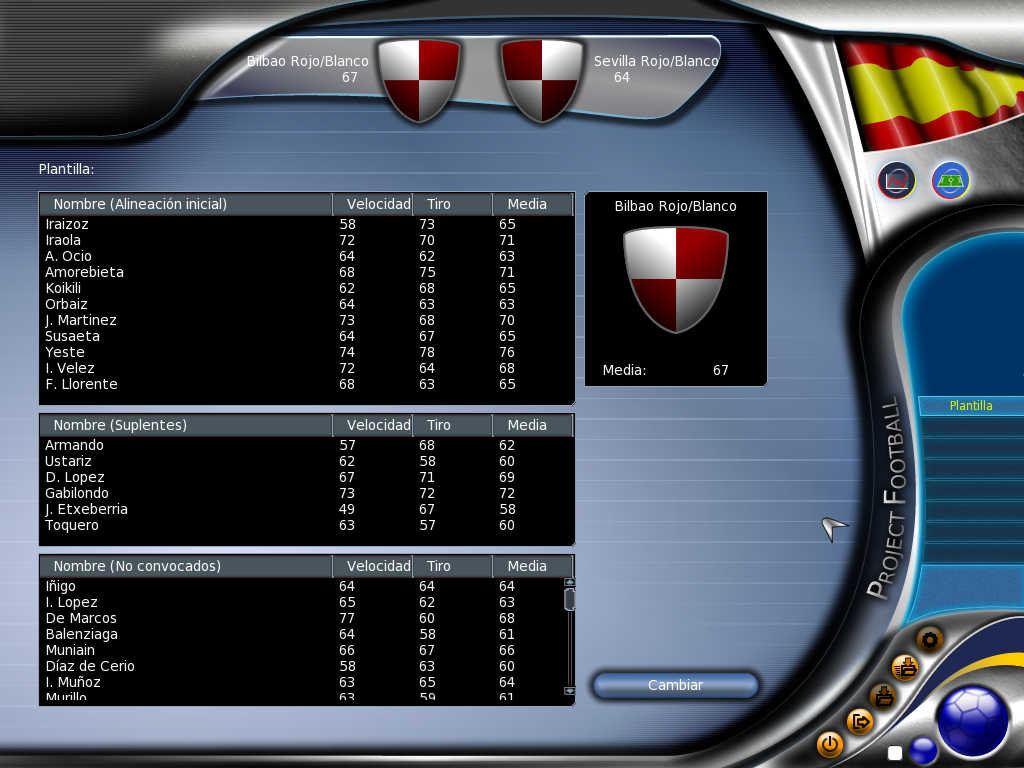 Bilbao Rojo/Blanco
67
Sevilla Rojo/Blanco
64
Plantilla:
Nombre (Alineación inicial) Velocidad Tiro Media
Iraizoz 58 73 65
Iraola 72 70 71
A. Ocio 64 62 63
Amorebieta 68 75 71
Koikili 62 68 65
Orbaiz 64 63 63
J. Martinez 73 68 70
Susaeta 64 67 65
Yeste 74 78 76
I. Velez 72 64 68
F. Llorente 68 63 65
Nombre (Suplentes) Velocidad Tiro Media
Armando 57 68 62
Ustariz 62 58 60
D. Lopez 67 71 69
Gabilondo 73 72 72
J. Etxeberria 49 67 58
Toquero 63 57 60
Nombre (No convocados) Velocidad Tiro Media
Iñigo 64 64 64
I. Lopez 65 62 63
De Marcos 77 60 68
Balenziaga 64 58 61
Muniain 66 67 66
Díaz de Cerio 58 63 60
I. Muñoz 63 65 64
Murillo 63 59 61
Bilbao Rojo/Blanco
Media: 67
Cambiar
Plantilla
PROJECT FOOTBALL